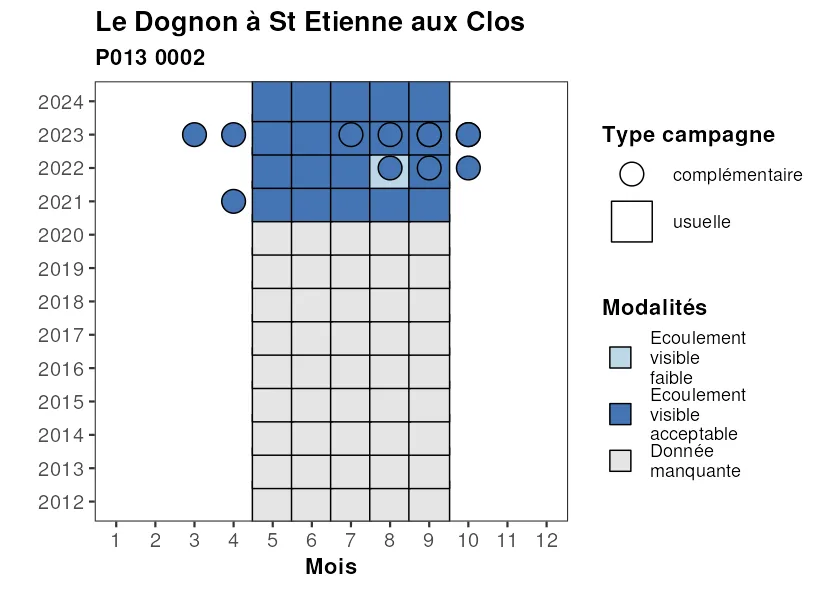 Le Dognon à St Etienne aux Clos
P013 0002
2024
2023
2022
2021
2020
2019
2018
2017
2016
2015
2014
2013
2012
1 2 3 4 5 6 7 8 9 10 11 12
Mois
Type campagne
complémentaire
usuelle
Modalités
Ecoulement
visible
faible
Ecoulement
visible
acceptable
Donnée
manquante